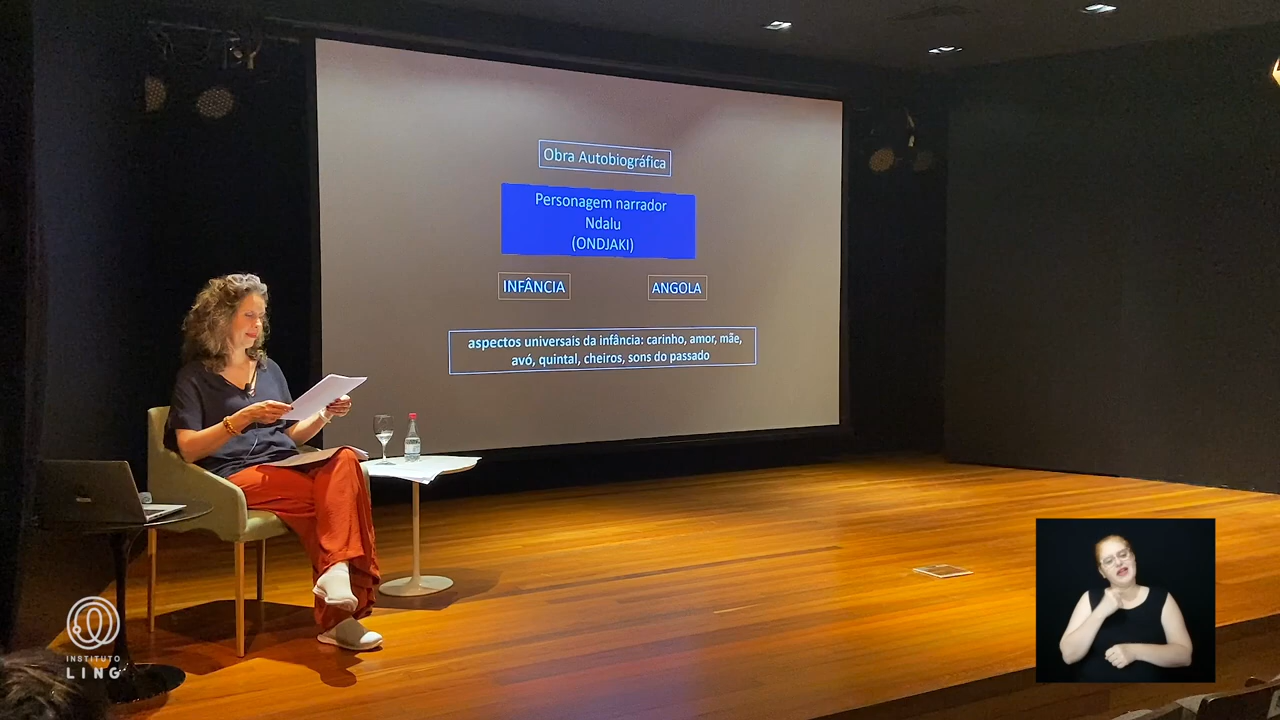 Obra Autobiográfica
Personagem narrador
Ndalu
(ONDJAKI)
INFÂNCIA
ANGOLA
aspectos universais da infância: carinho, amor, mãe,
avó, quintal, cheiros, sons do passado
INSTITUTO
LING